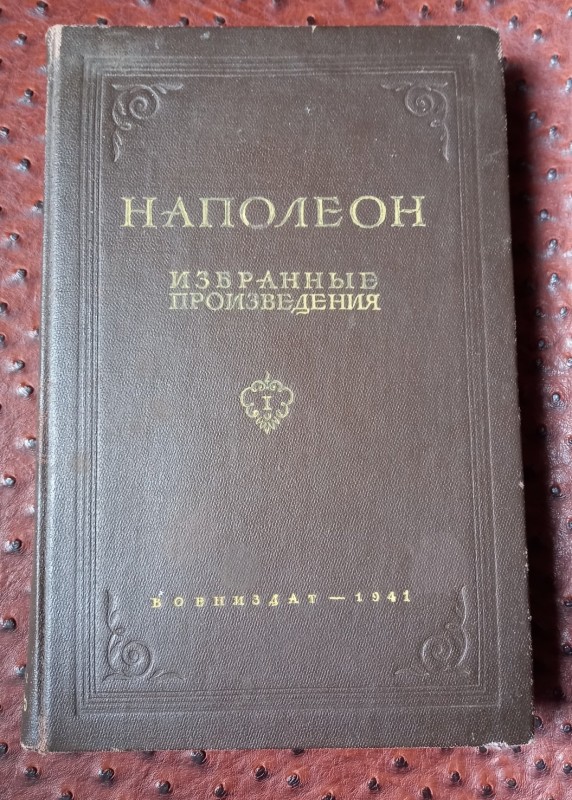 НАПОЛЕОН
ИЗБРАННЫЕ
ПРОИЗВЕДЕНИЯ
I
ВОЕНИЗДАТ — 1941